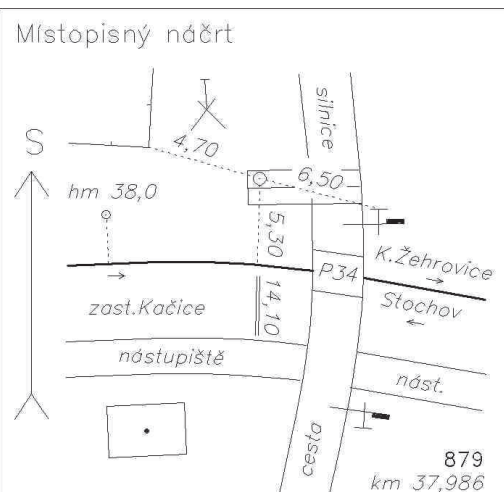 Místopisný náčrt
S
silnice
4,70
6,50
hm 38,0
5,30
P34
K.Žehrovice
14,10
Stochov
zast.Kačice
nástupiště
nást.
cesta
879
km 37,986